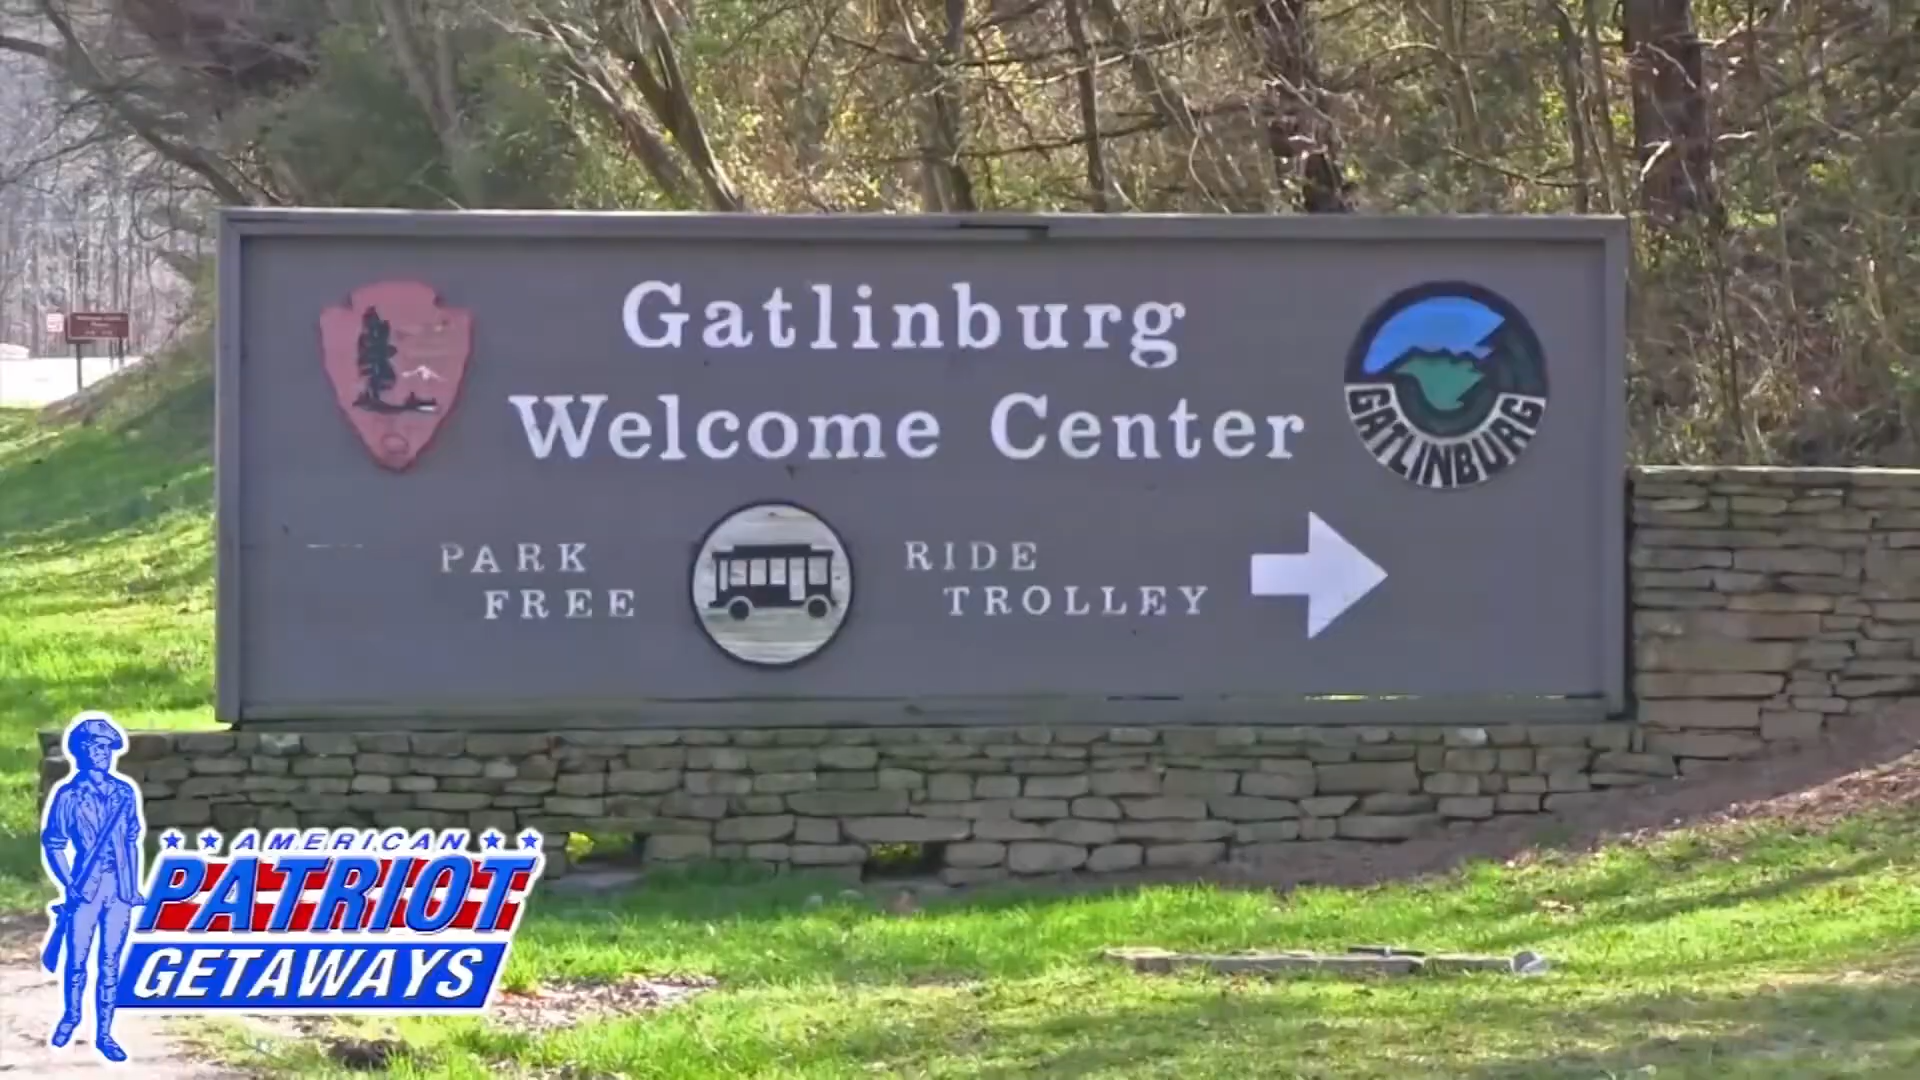 Gatlinburg
Welcome Center
GATLINBURG
PARK
FREE
RIDE
TROLLEY
AMERICAN
PATRIOT
GETAWAYS